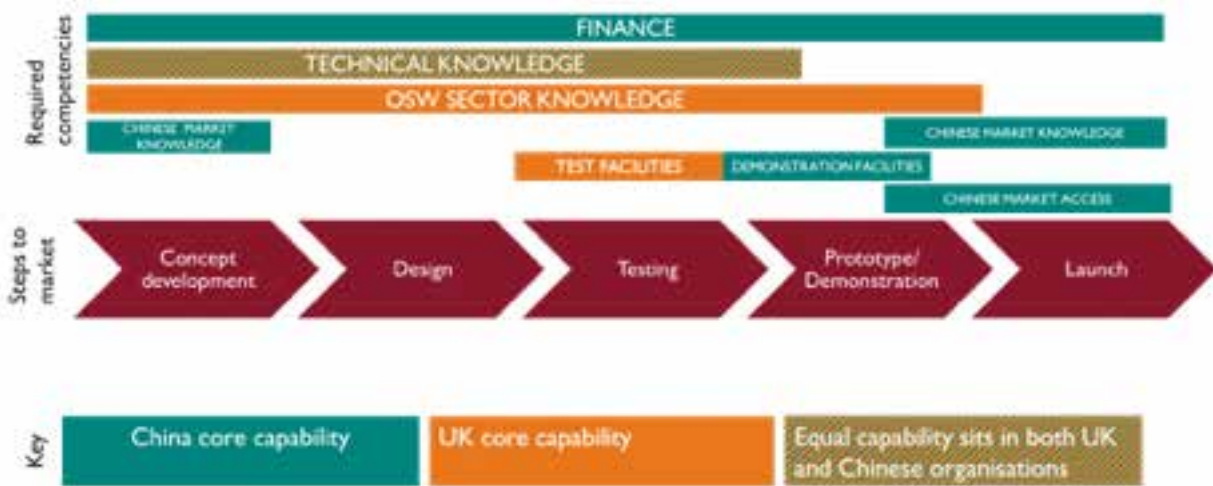 Required
competencies
FINANCE
TECHNICAL KNOWLEDGE
OSW SECTOR KNOWLEDGE
CHINESE MARKET
KNOWLEDGE
CHINESE MARKET KNOWLEDGE
TEST FACILITIES
DEMONSTRATION FACILITIES
CHINESE MARKET ACCESS
Steps to
market
Concept
development
Design
Testing
Prototype/
Demonstration
Launch
Key
China core capability
UK core capability
Equal capability sits in both UK
and Chinese organisations